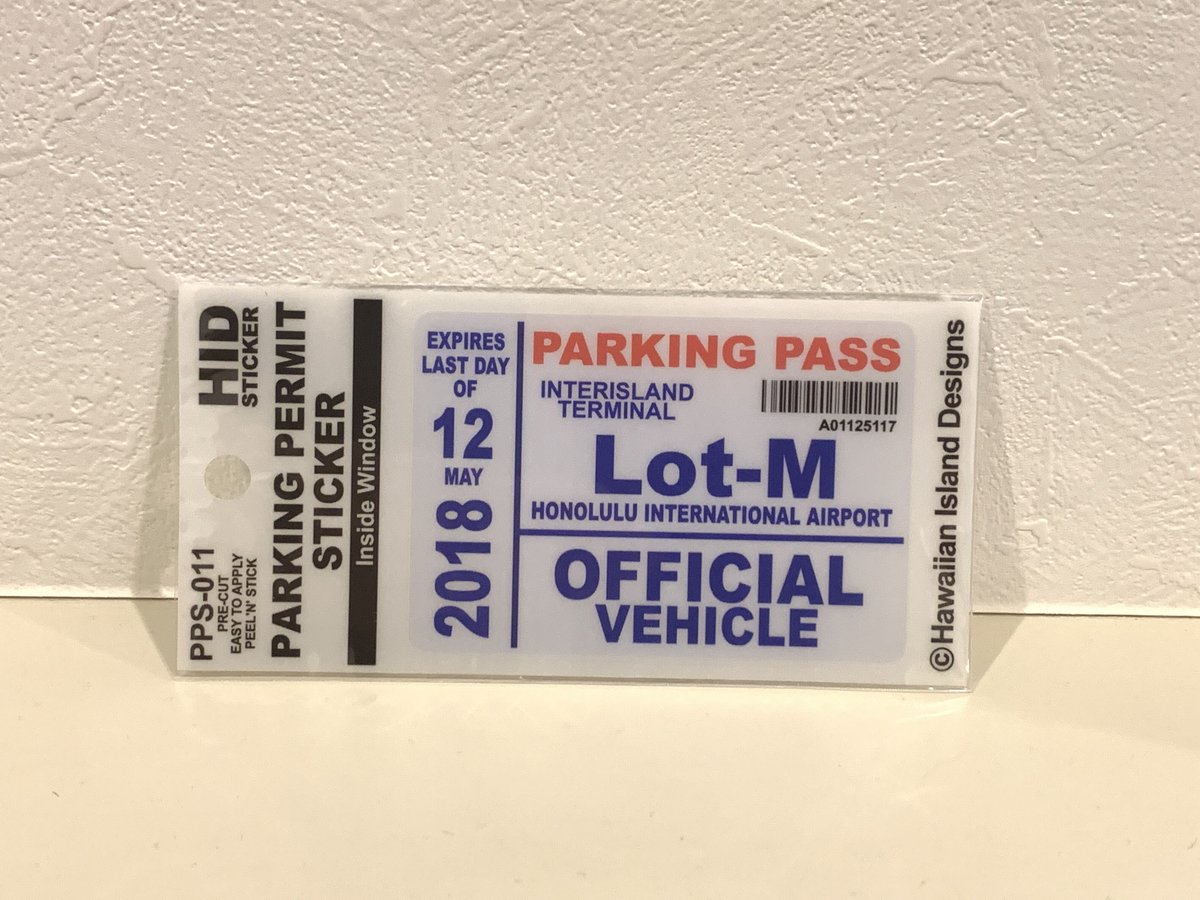 HID
STICKER
PPS-011
PRE-CUT
EASY TO APPLY
PEEL'N' STICK
PARKING PERMIT
STICKER
Inside Window
EXPIRES
LAST DAY
OF
12
MAY
2018
PARKING PASS
INTERISLAND
TERMINAL
A01125117
Lot-M
HONOLULU INTERNATIONAL AIRPORT
OFFICIAL
VEHICLE
©Hawaiian Island Designs